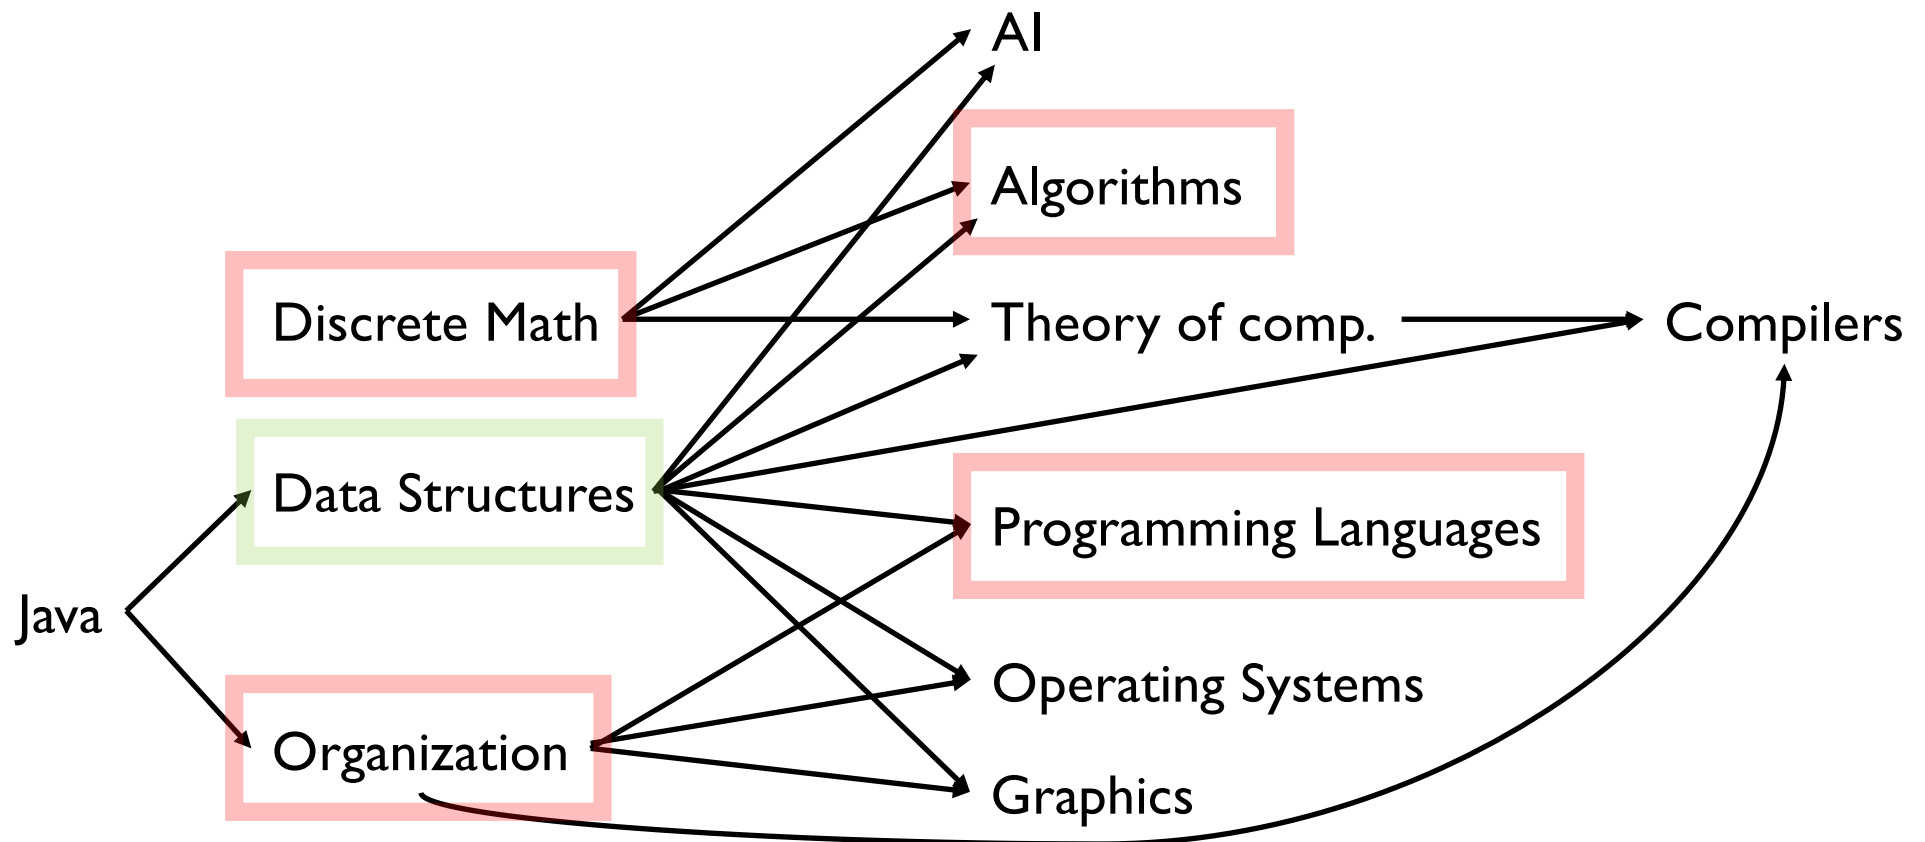 AI
Algorithms
Discrete Math
Theory of comp.
Compilers
Data Structures
Programming Languages
Java
Operating Systems
Organization
Graphics